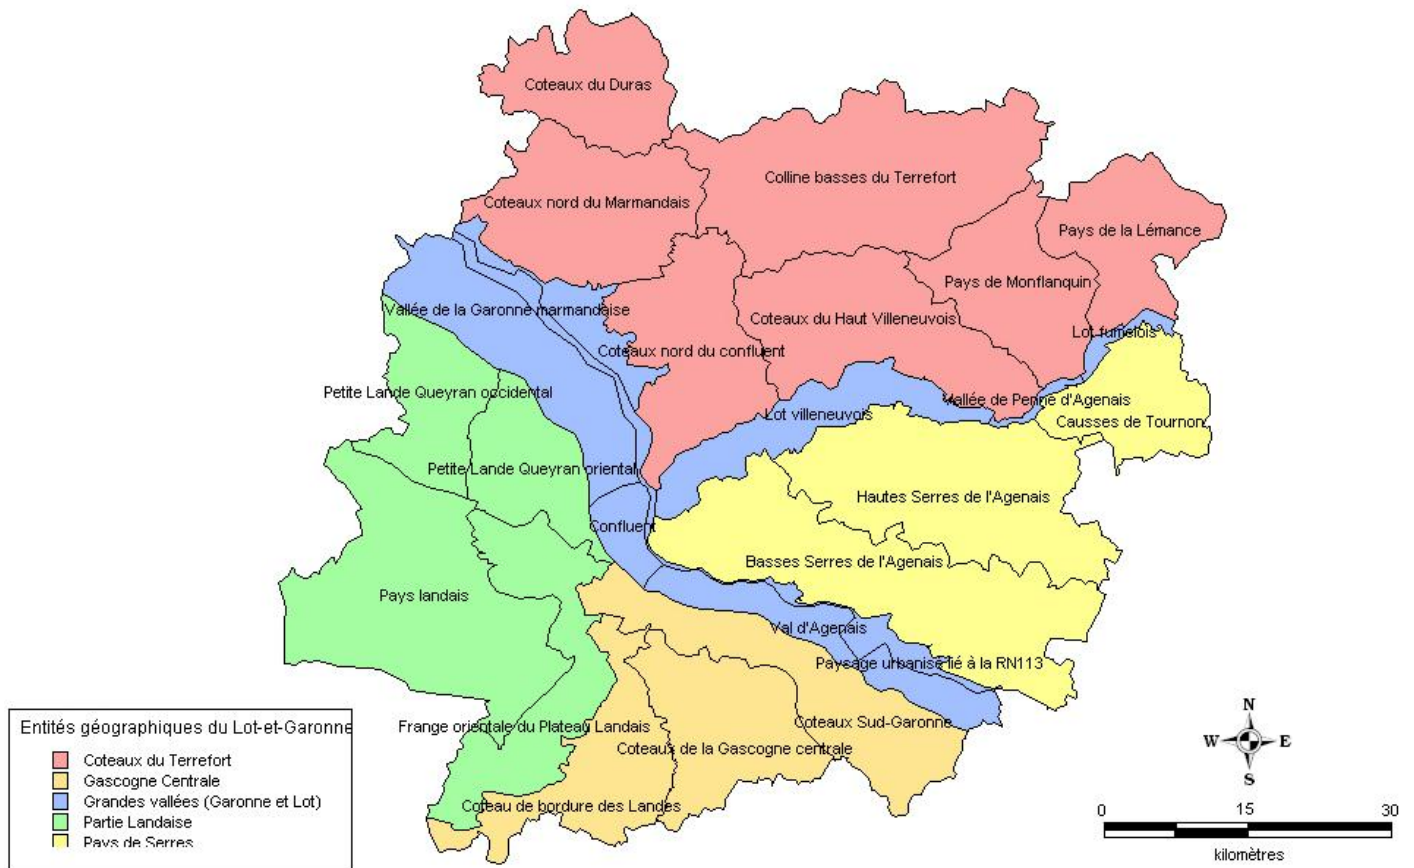 Coteaux du Duras
Colline basses du Terrefort
Coteaux nord du Marmandais
Pays de la Lémance
Pays de Monflanquin
Vallée de la Garonne marmandaise
Coteaux du Haut Villeneuvois
Lot fumélois
Coteaux nord du confluent
Petite Lande Queyran occidental
Vallée de Penne d'Agenais
Lot villeneuvois
Causses de Tournon
Petite Lande Queyran oriental
Hautes Serres de l'Agenais
Confluent
Basses Serres de l'Agenais
Pays landais
Val d'Agenais
Paysage urbanisé lié à la RN113
Frange orientale du Plateau Landais
Coteaux Sud-Garonne
Coteaux de la Gascogne centrale
Coteau de bordure des Landes
Entités géographiques du Lot-et-Garonne
Coteaux du Terrefort
Gascogne Centrale
Grandes vallées (Garonne et Lot)
Partie Landaise
Pays de Serres
N
W E
S
0 15 30
kilomètres